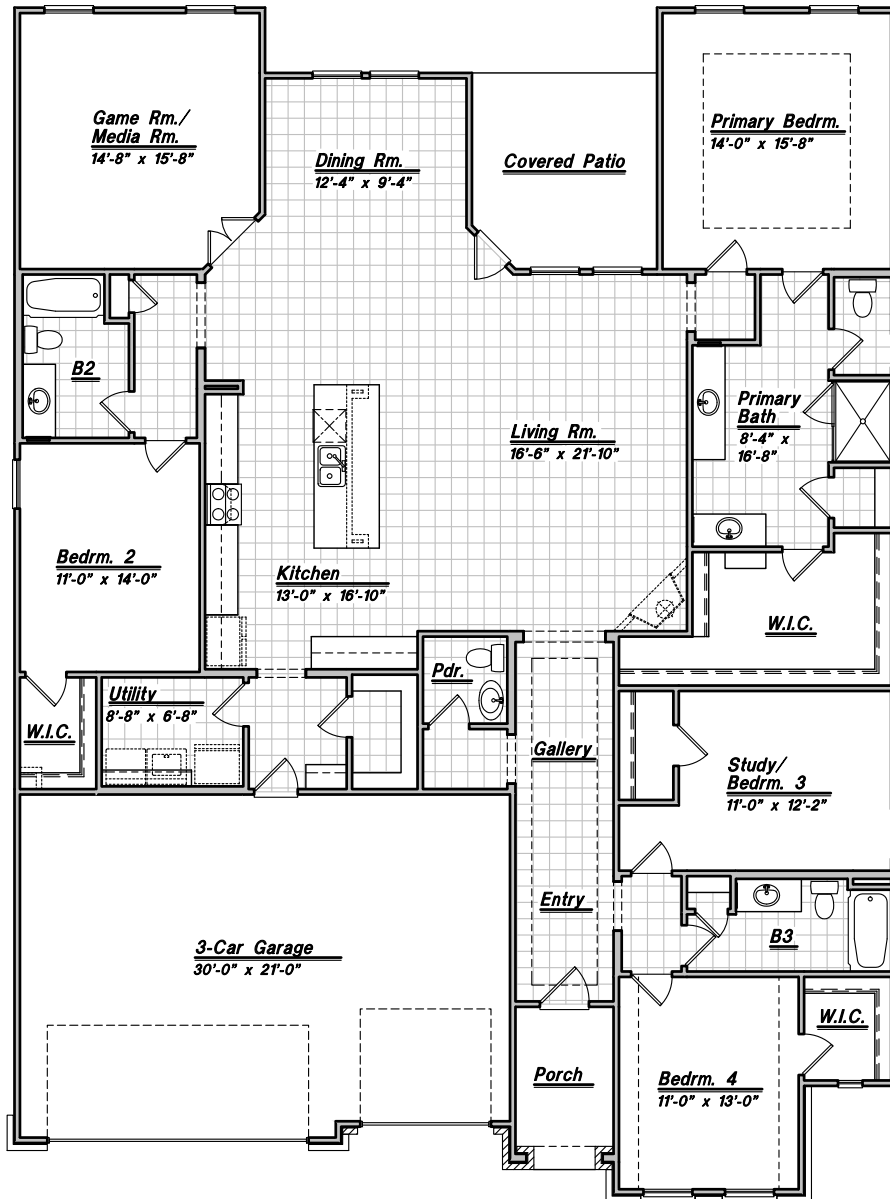 Game Rm./
Media Rm.
14'-8" x 15'-8"
Dining Rm.
12'-4" x 9'-4"
Covered Patio
Primary Bedrm.
14'-0" x 15'-8"
B2
Living Rm.
16'-6" x 21'-10"
Primary
Bath
8'-4" x
16'-8"
Bedrm. 2
11'-0" x 14'-0"
Kitchen
13'-0" x 16'-10"
W.I.C.
Pdr.
Utility
8'-8" x 6'-8"
W.I.C.
Gallery
Study/
Bedrm. 3
11'-0" x 12'-2"
Entry
B3
3-Car Garage
30'-0" x 21'-0"
W.I.C.
Porch
Bedrm. 4
11'-0" x 13'-0"